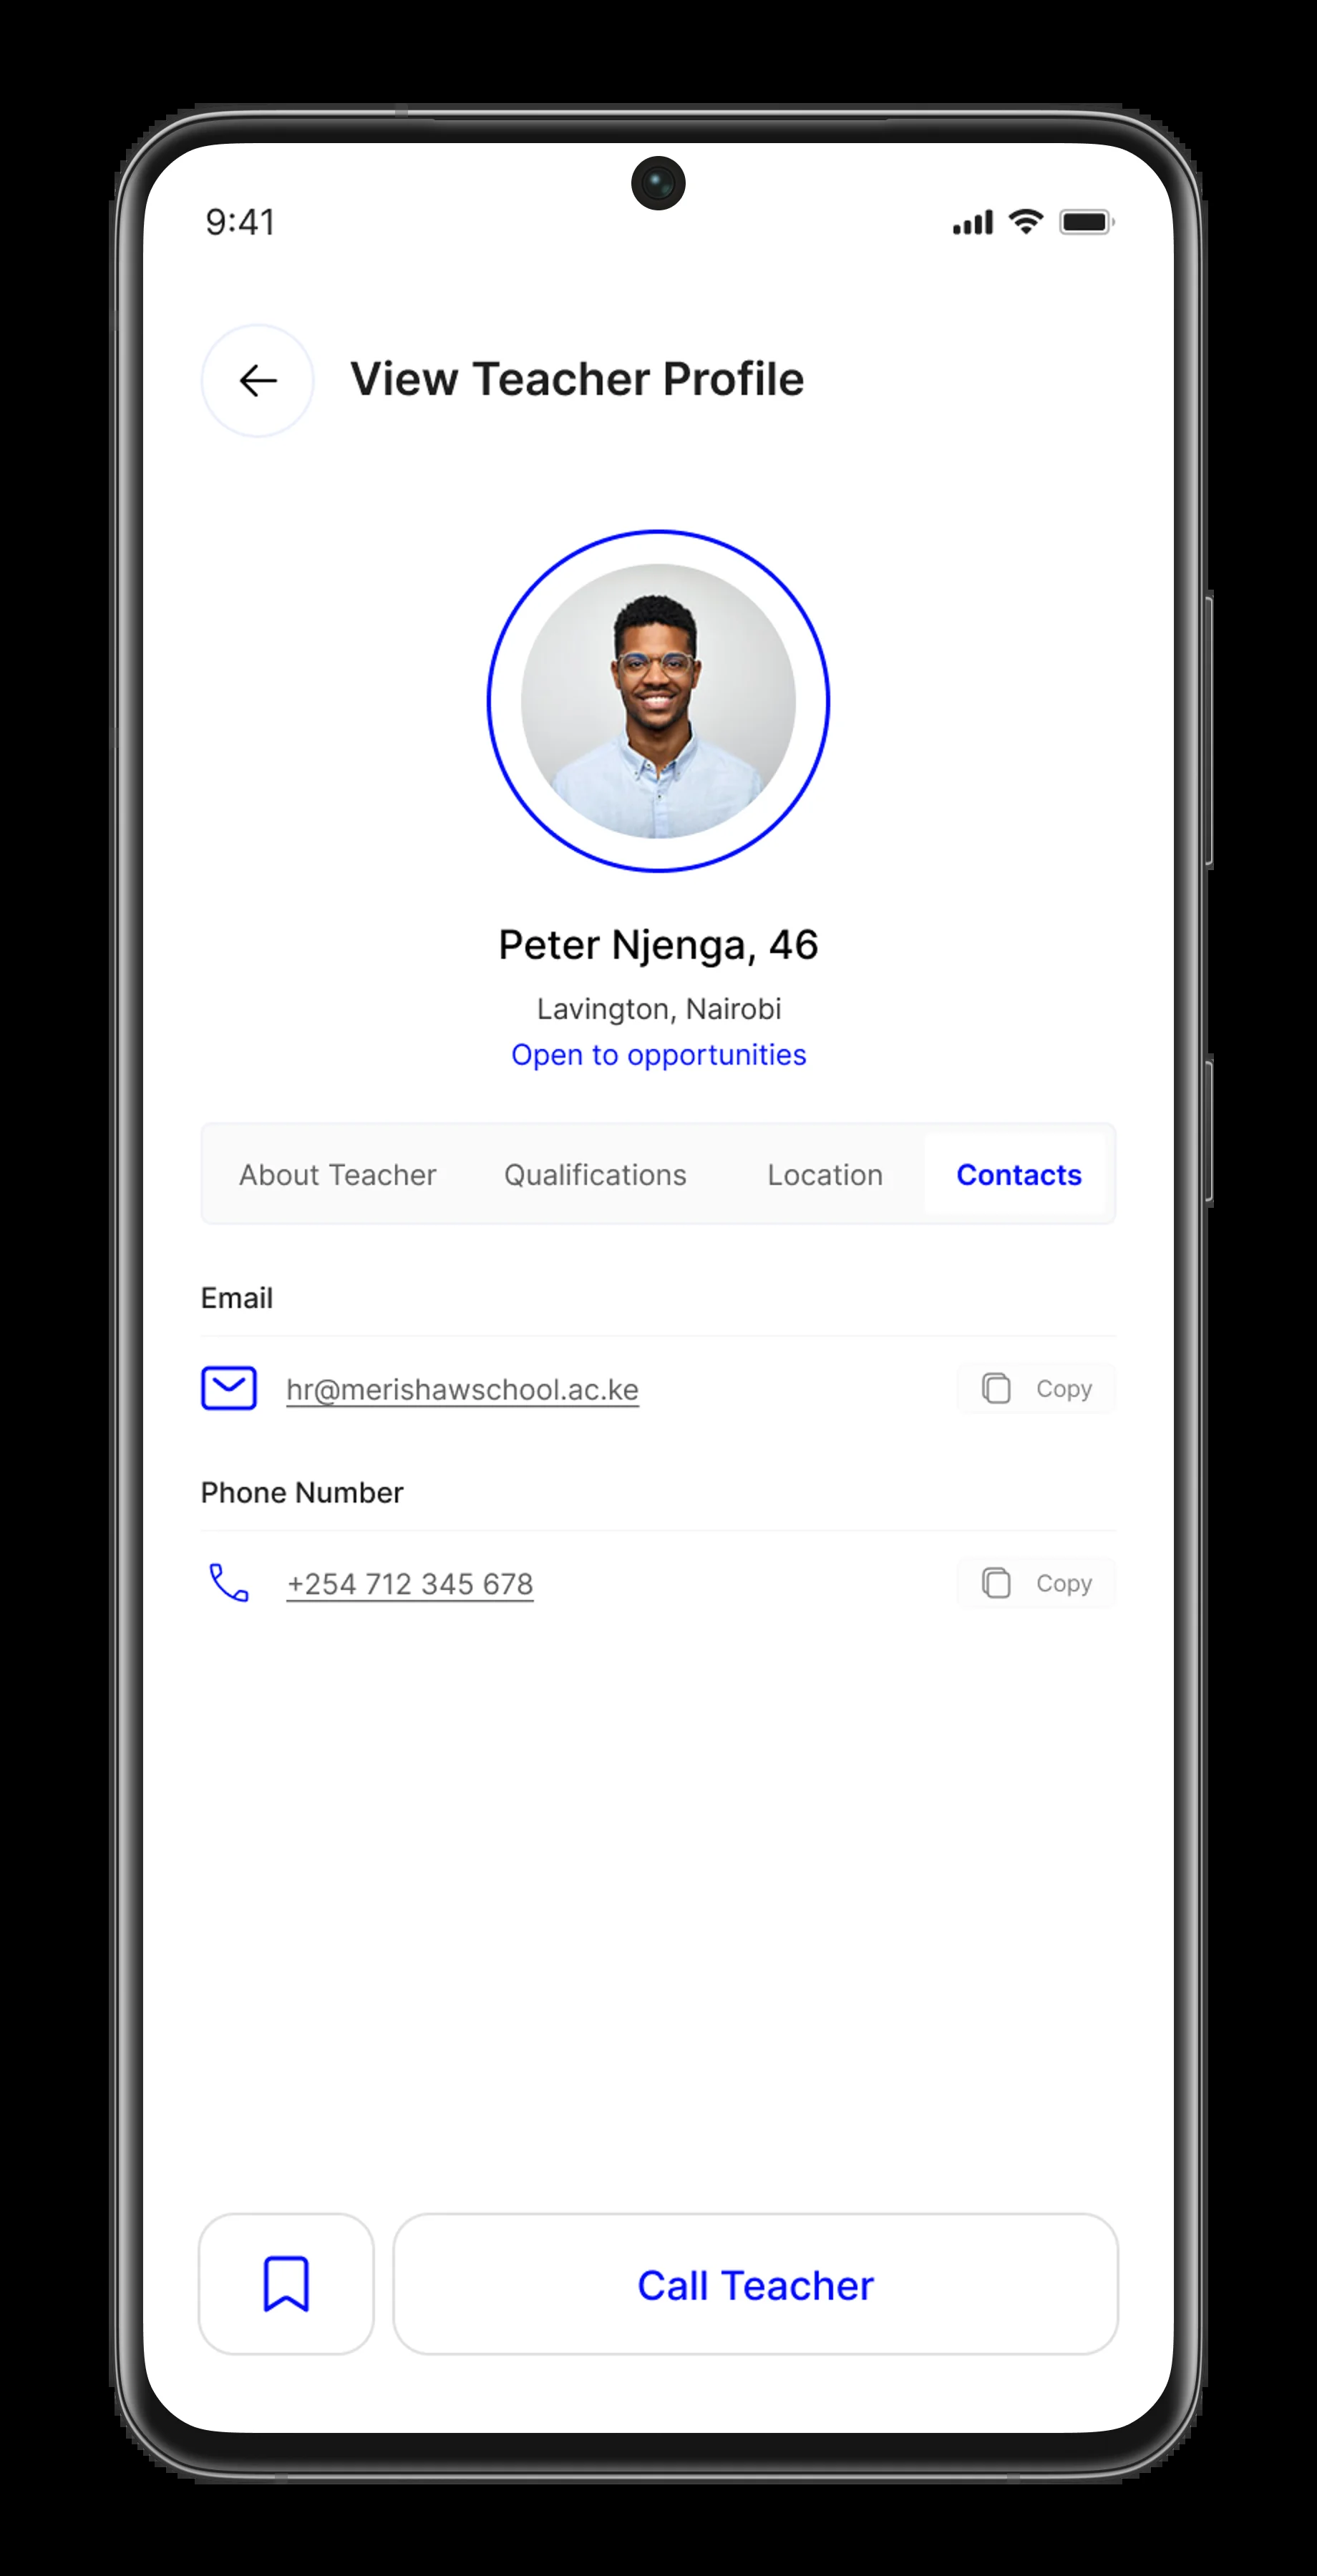 9:41
View Teacher Profile
Peter Njenga, 46
Lavington, Nairobi
Open to opportunities
About Teacher Qualifications Location Contacts
Email
hr@merishawschool.ac.ke Copy
Phone Number
+254 712 345 678 Copy
Call Teacher